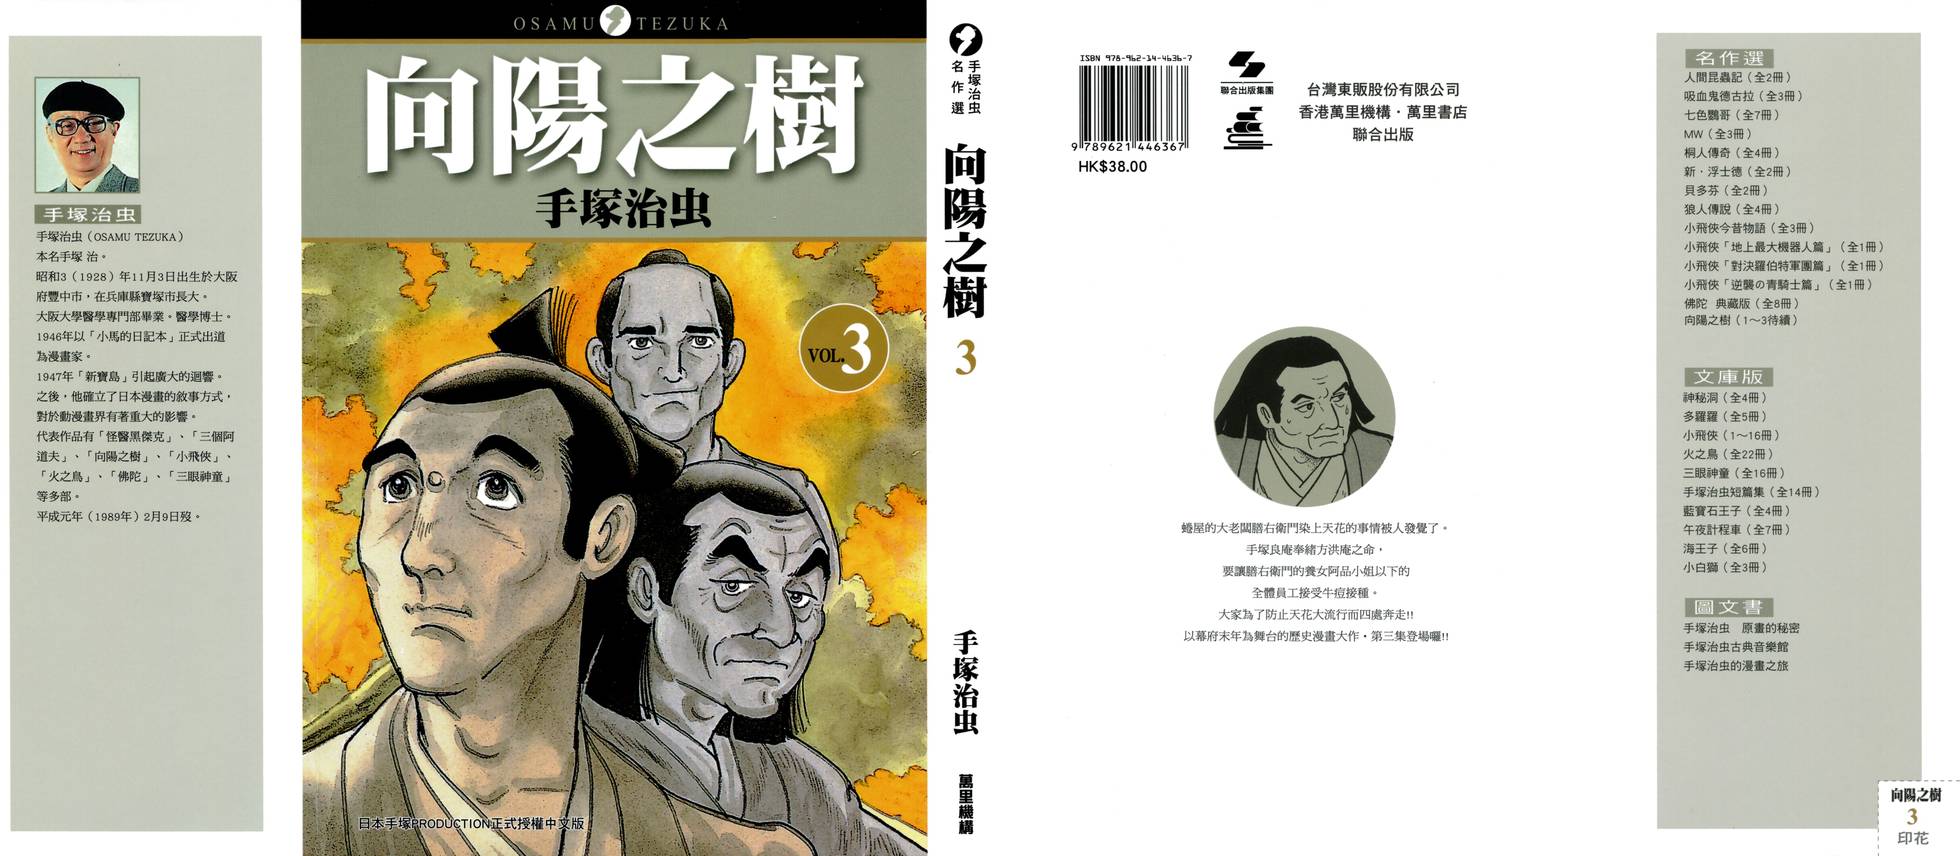 手塚治虫
手塚治虫（OSAMU TEZUKA）
本名手塚 治。
昭和3（1928）年11月3日出生於大阪
府豐中市，在兵庫縣寶塚市長大。
大阪大學醫學專門部畢業。醫學博士。
1946年以「小馬的日記本」正式出道
為漫畫家。
1947年「新寶島」引起廣大的迴響。
之後，他確立了日本漫畫的敘事方式，
對於動漫畫界有著重大的影響。
代表作品有「怪醫黑傑克」、「三個阿
道夫」、「向陽之樹」、「小飛俠」、
「火之鳥」、「佛陀」、「三眼神童」
等多部。
平成元年（1989年）2月9日歿。
OSAMU TEZUKA
向陽之樹
手塚治虫
VOL.3
日本手塚PRODUCTION正式授權中文版
手塚治虫
名作選
向陽之樹
3
手塚治虫
萬里機構
ISBN 978-962-14-4636-7
9 789621 446367
HK$38.00
聯合出版集團
台灣東販股份有限公司
香港萬里機構・萬里書店
聯合出版
蜷屋的大老闆膳右衛門染上天花的事情被人發覺了。
手塚良庵奉緒方洪庵之命，
要讓膳右衛門的養女阿品小姐以下的
全體員工接受牛痘接種。
大家為了防止天花大流行而四處奔走!!
以幕府末年為舞台的歷史漫畫大作・第三集登場囉!!
名作選
人間昆蟲記（全2冊）
吸血鬼德古拉（全3冊）
七色鸚哥（全7冊）
MW（全3冊）
桐人傳奇（全4冊）
新・浮士德（全2冊）
貝多芬（全2冊）
狼人傳說（全4冊）
小飛俠今昔物語（全3冊）
小飛俠「地上最大機器人篇」（全1冊）
小飛俠「對決羅伯特軍團篇」（全1冊）
小飛俠「逆襲の青騎士篇」（全1冊）
佛陀 典藏版（全8冊）
向陽之樹（1～3待續）
文庫版
神秘洞（全4冊）
多羅羅（全5冊）
小飛俠（1～16冊）
火之鳥（全22冊）
三眼神童（全16冊）
手塚治虫短篇集（全14冊）
藍寶石王子（全4冊）
午夜計程車（全7冊）
海王子（全6冊）
小白獅（全3冊）
圖文書
手塚治虫 原畫的秘密
手塚治虫古典音樂館
手塚治虫的漫畫之旅
向陽之樹
3
印花